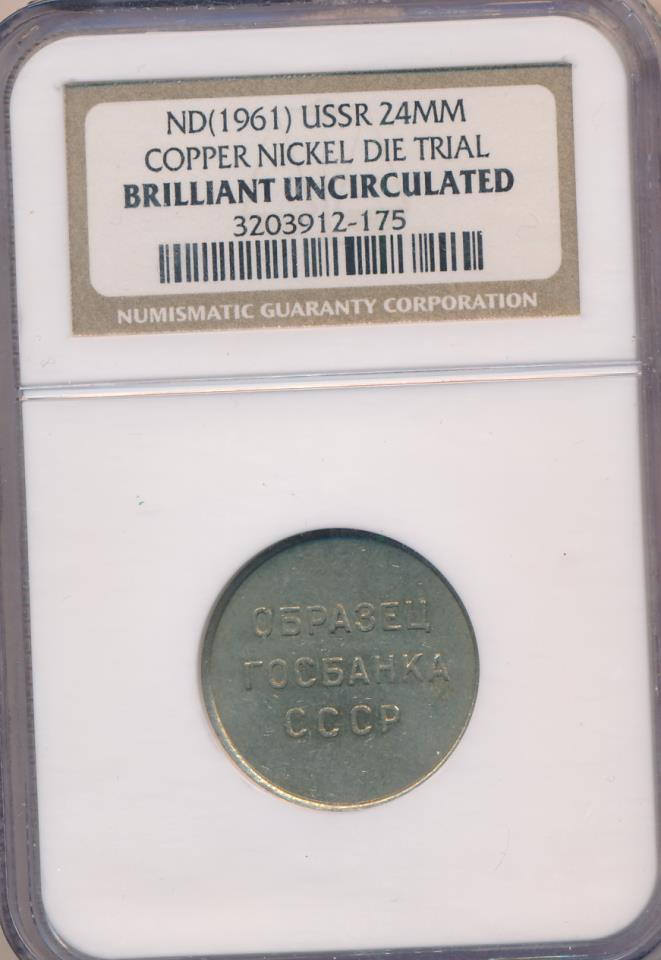 ND(1961) USSR 24MM
COPPER NICKEL DIE TRIAL
BRILLIANT UNCIRCULATED
3203912-175
NUMISMATIC GUARANTY CORPORATION
ОБРАЗЕЦ
ГОСБАНКА
СССР